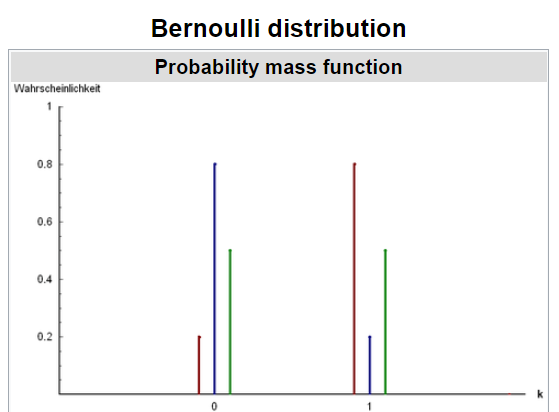 Bernoulli distribution
Probability mass function
Wahrscheinlichkeit
1
0.8
0.6
0.4
0.2
k
0 1